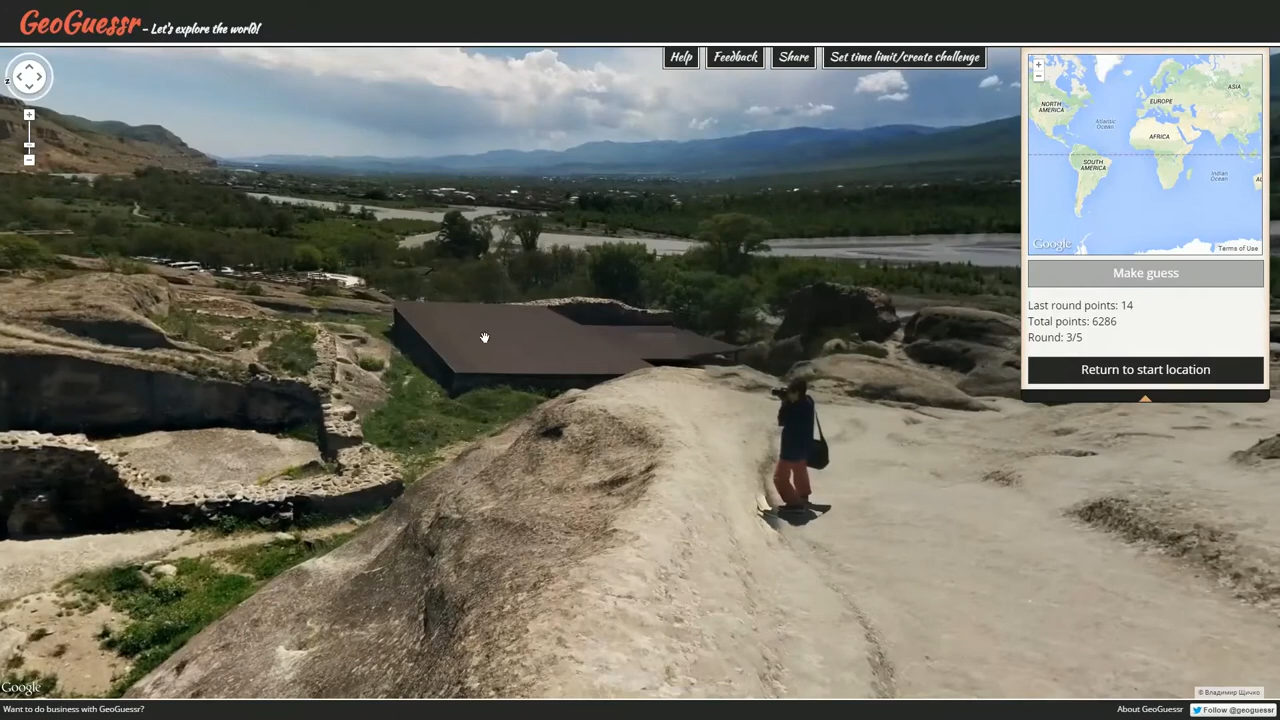 GeoGuessr - Let's explore the world!
Help
Feedback
Share
Set time limit/create challenge
NORTH AMERICA
Atlantic Ocean
EUROPE
ASIA
AFRICA
SOUTH AMERICA
Indian Ocean
AU
Google
Terms of Use
Make guess
Last round points: 14
Total points: 6286
Round: 3/5
Return to start location
Google
© Владимир Щичко
Want to do business with GeoGuessr?
About GeoGuessr
Follow @geoguessr